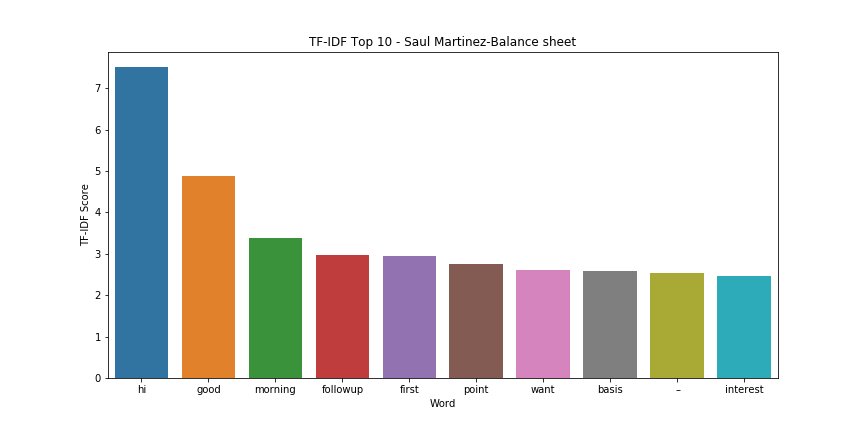 TF-IDF Top 10 - Saul Martinez-Balance sheet
TF-IDF Score
7
6
5
4
3
2
1
0
hi good morning followup first point want basis – interest
Word